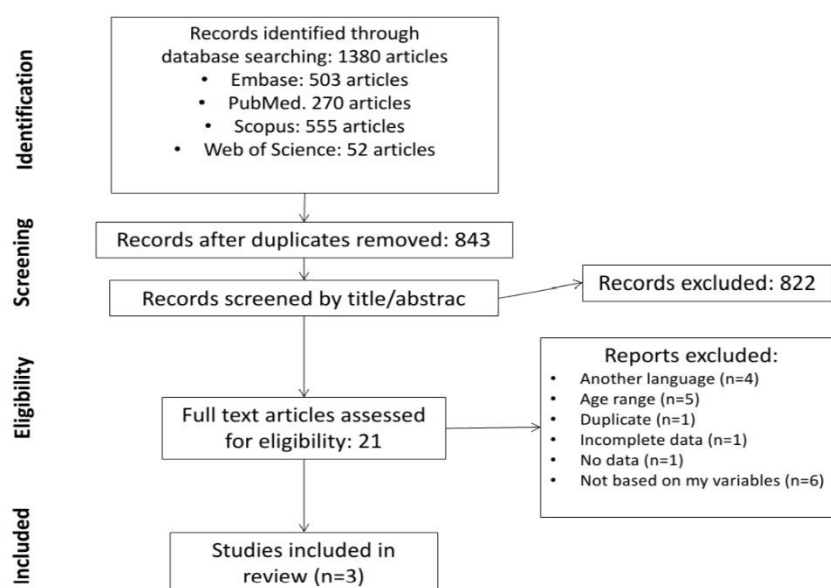 Identification
Records identified through
database searching: 1380 articles
• Embase: 503 articles
• PubMed. 270 articles
• Scopus: 555 articles
• Web of Science: 52 articles
Screening
Records after duplicates removed: 843
Records screened by title/abstrac
Records excluded: 822
Eligibility
Full text articles assessed
for eligibility: 21
Reports excluded:
• Another language (n=4)
• Age range (n=5)
• Duplicate (n=1)
• Incomplete data (n=1)
• No data (n=1)
• Not based on my variables (n=6)
Included
Studies included in
review (n=3)